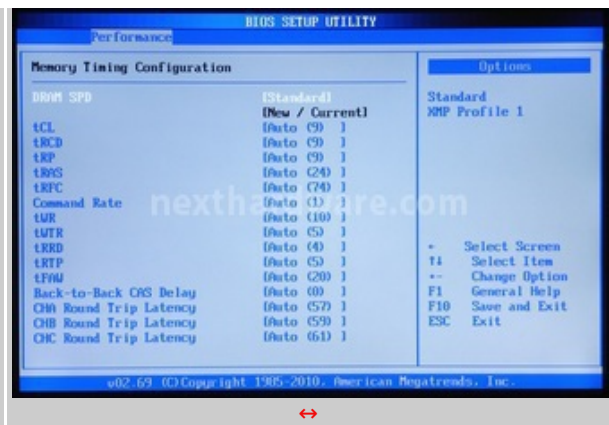 BIOS SETUP UTILITY
Performance
Memory Timing Configuration
DRAM SPD [Standard]
[New / Current]
tCL [Auto (9) ]
tRCD [Auto (9) ]
tRP [Auto (9) ]
tRAS [Auto (24) ]
tRFC [Auto (74) ]
Command Rate [Auto (1) ]
tWR [Auto (10) ]
tWTR [Auto (5) ]
tRRD [Auto (4) ]
tRTP [Auto (5) ]
tFAW [Auto (20) ]
Back-to-Back CAS Delay [Auto (0) ]
CHA Round Trip Latency [Auto (57) ]
CHB Round Trip Latency [Auto (59) ]
CHC Round Trip Latency [Auto (61) ]
Options
Standard
XMP Profile 1
nexthardware.com
← Select Screen
↑↓ Select Item
+- Change Option
F1 General Help
F10 Save and Exit
ESC Exit
v02.69 (C)Copyright 1985-2010, American Megatrends, Inc.